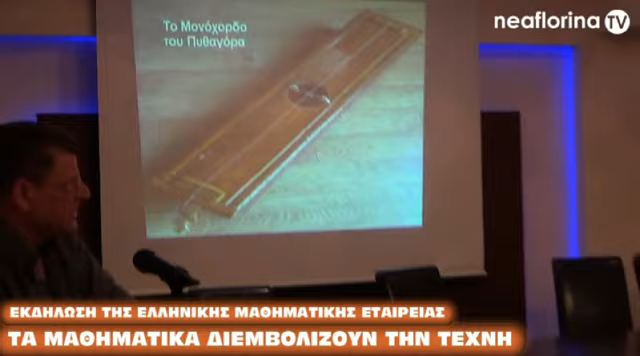 Το Μονόχορδο
του Πυθαγόρα
neaflorina TV
ΕΚΔΗΛΩΣΗ ΤΗΣ ΕΛΛΗΝΙΚΗΣ ΜΑΘΗΜΑΤΙΚΗΣ ΕΤΑΙΡΕΙΑΣ
ΤΑ ΜΑΘΗΜΑΤΙΚΑ ΔΙΕΜΒΟΛΙΖΟΥΝ ΤΗΝ ΤΕΧΝΗ